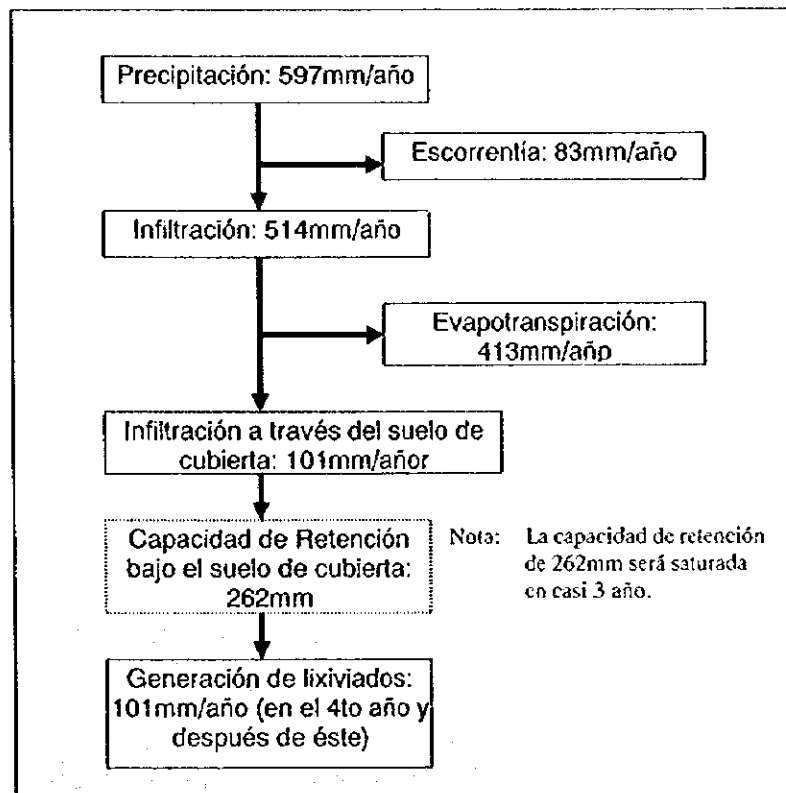 Precipitación: 597mm/año
Escorrentía: 83mm/año
Infiltración: 514mm/año
Evapotranspiración:
413mm/añp
Infiltración a través del suelo de
cubierta: 101mm/añor
Capacidad de Retención
bajo el suelo de cubierta:
262mm
Nota: La capacidad de retención
de 262mm será saturada
en casi 3 año.
Generación de lixiviados:
101mm/año (en el 4to año y
después de éste)